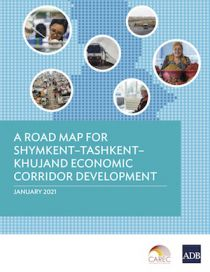 A ROAD MAP FOR
SHYMKENT–TASHKENT–
KHUJAND ECONOMIC
CORRIDOR DEVELOPMENT
JANUARY 2021
CAREC
ADB